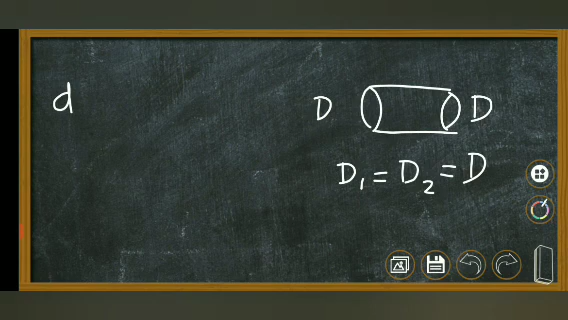 d
D D
D₁ = D₂ = D